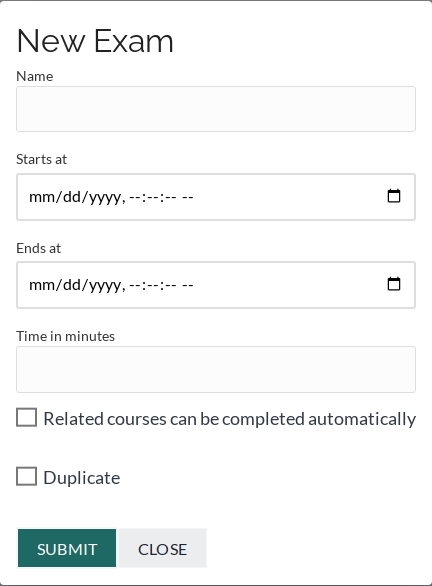 New Exam
Name
Starts at
mm/dd/yyyy, --:--:-- --
Ends at
mm/dd/yyyy, --:--:-- --
Time in minutes
Related courses can be completed automatically
Duplicate
SUBMIT CLOSE